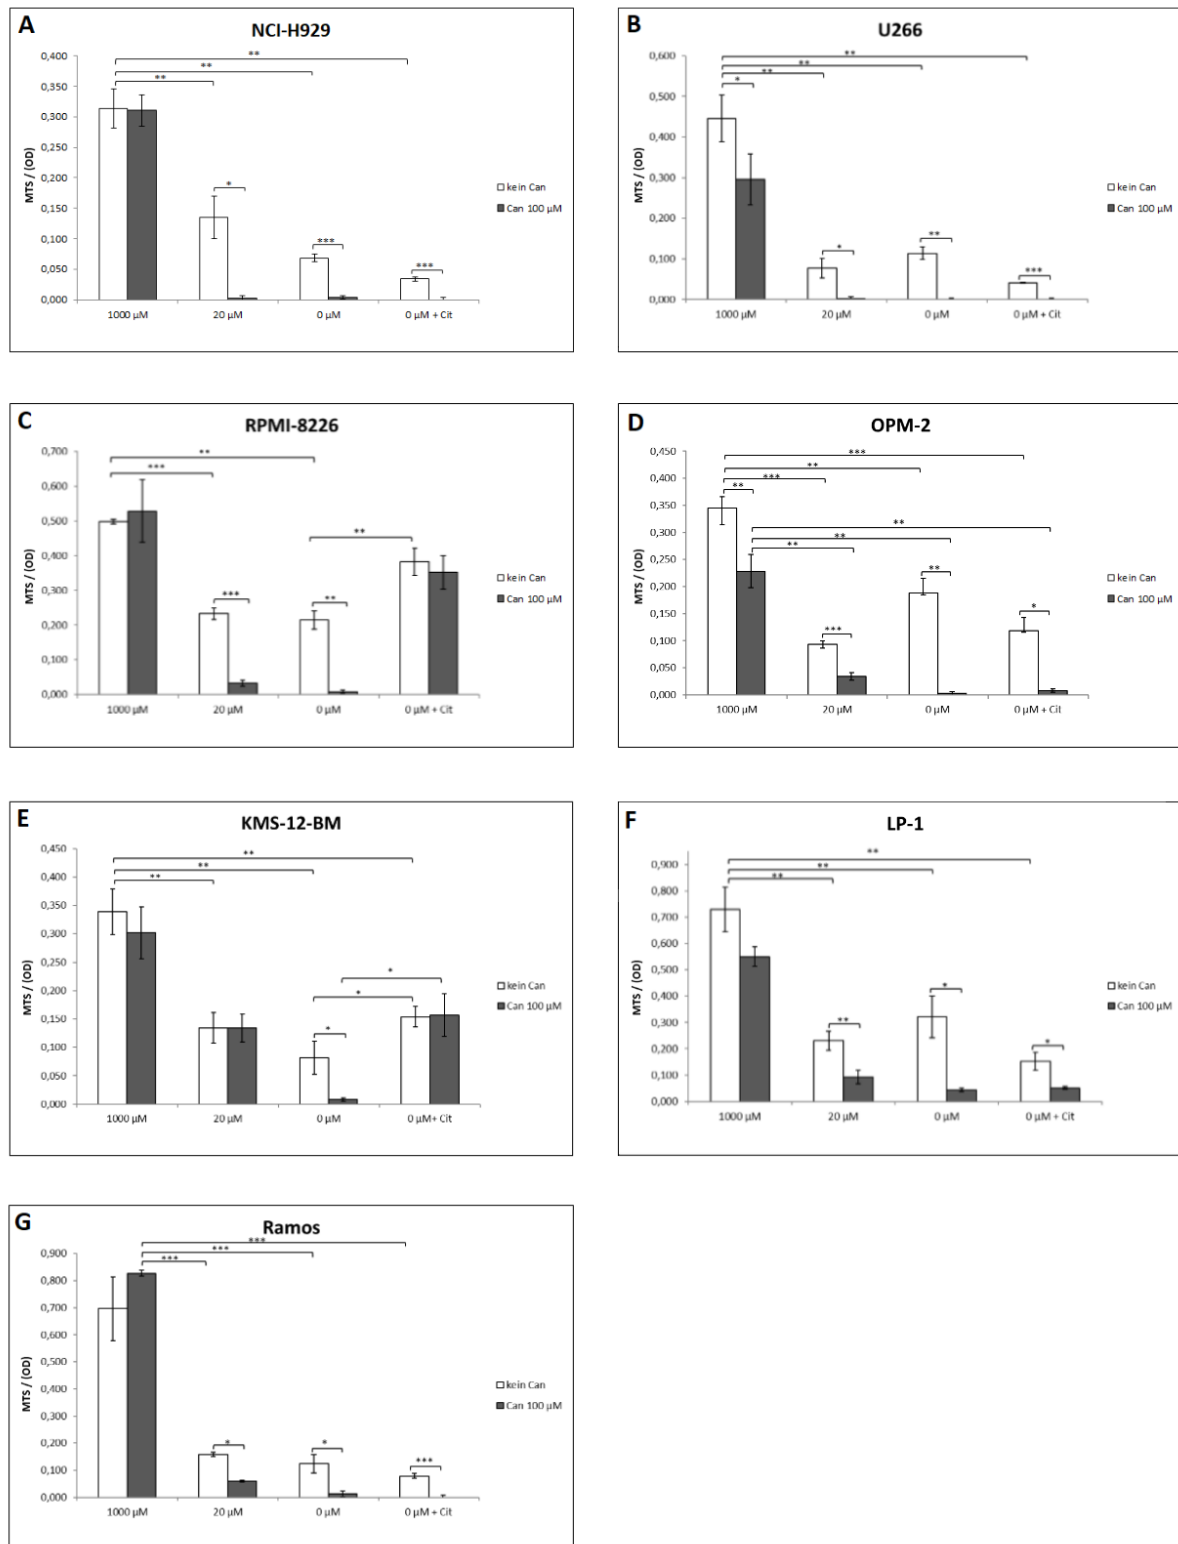 A
NCI-H929
MTS / (OD)
0,400
0,350
0,300
0,250
0,200
0,150
0,100
0,050
0,000
**
**
**
*
***
***
1000 µM
20 µM
0 µM
0 µM + Cit
kein Can
Can 100 µM
B
U266
MTS / (OD)
0,600
0,500
0,400
0,300
0,200
0,100
0,000
**
**
**
*
*
**
***
1000 µM
20 µM
0 µM
0 µM + Cit
kein Can
Can 100 µM
C
RPMI-8226
MTS / (OD)
0,700
0,600
0,500
0,400
0,300
0,200
0,100
0,000
**
***
**
***
**
1000 µM
20 µM
0 µM
0 µM + Cit
kein Can
Can 100 µM
D
OPM-2
MTS / (OD)
0,450
0,400
0,350
0,300
0,250
0,200
0,150
0,100
0,050
0,000
***
**
***
**
**
**
**
**
***
*
1000 µM
20 µM
0 µM
0 µM + Cit
kein Can
Can 100 µM
E
KMS-12-BM
MTS / (OD)
0,450
0,400
0,350
0,300
0,250
0,200
0,150
0,100
0,050
0,000
**
**
**
*
*
*
1000 µM
20 µM
0 µM
0 µM+ Cit
kein Can
Can 100 µM
F
LP-1
MTS / (OD)
0,900
0,800
0,700
0,600
0,500
0,400
0,300
0,200
0,100
0,000
**
**
**
*
**
*
1000 µM
20 µM
0 µM
0 µM + Cit
kein Can
Can 100 µM
G
Ramos
MTS / (OD)
0,900
0,800
0,700
0,600
0,500
0,400
0,300
0,200
0,100
0,000
***
***
***
*
*
***
1000 µM
20 µM
0 µM
0 µM + Cit
kein Can
Can 100 µM